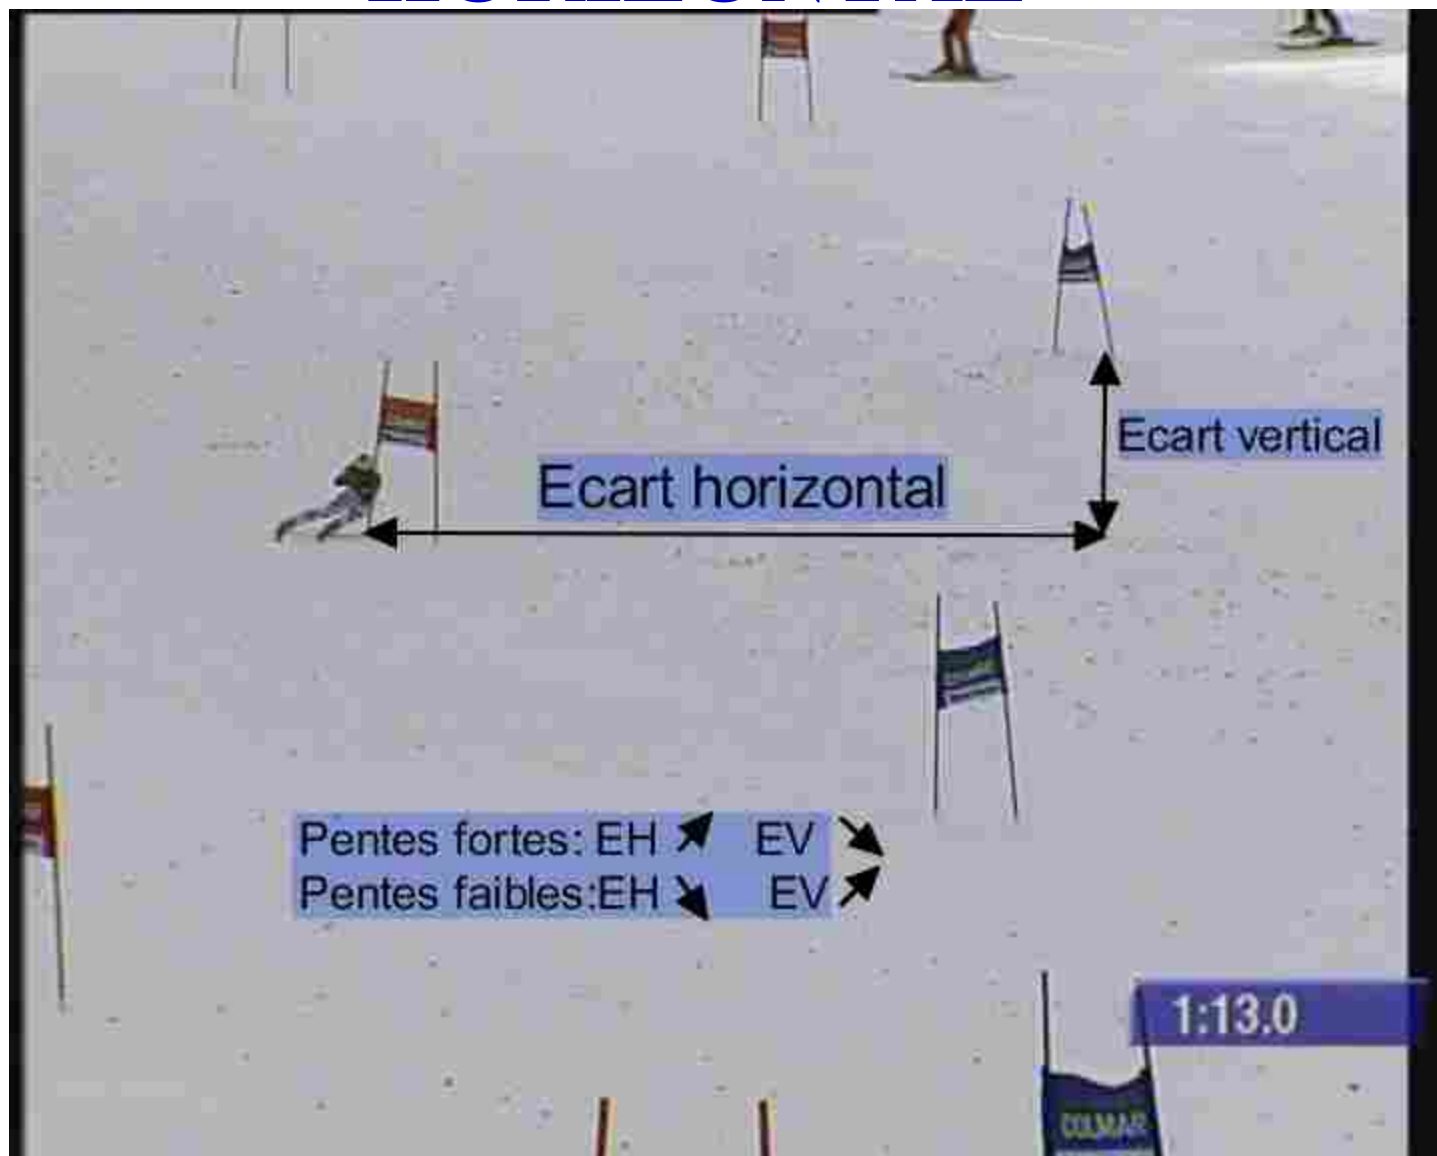 Ecart vertical
Ecart horizontal
Pentes fortes: EH ↗ EV ↘
Pentes faibles:EH ↘ EV ↗
1:13.0
COLMAR